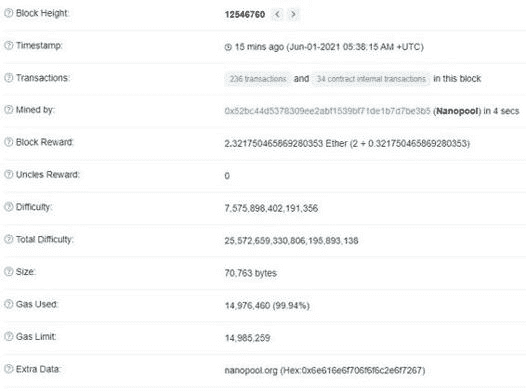 Block Height: 12546760
Timestamp: 15 mins ago (Jun-01-2021 05:38:15 AM +UTC)
Transactions: 236 transactions and 34 contract internal transactions in this block
Mined by: 0x52bc44d5378309ee2abf1539bf71de1b7d7be3b5 (Nanopool) in 4 secs
Block Reward: 2.321750465869280353 Ether (2 + 0.321750465869280353)
Uncles Reward: 0
Difficulty: 7,575,898,402,191,356
Total Difficulty: 25,572,659,330,806,195,893,138
Size: 70,763 bytes
Gas Used: 14,976,460 (99.94%)
Gas Limit: 14,985,259
Extra Data: nanopool.org (Hex:0x6e616e6f706f6f6c2e6f7267)